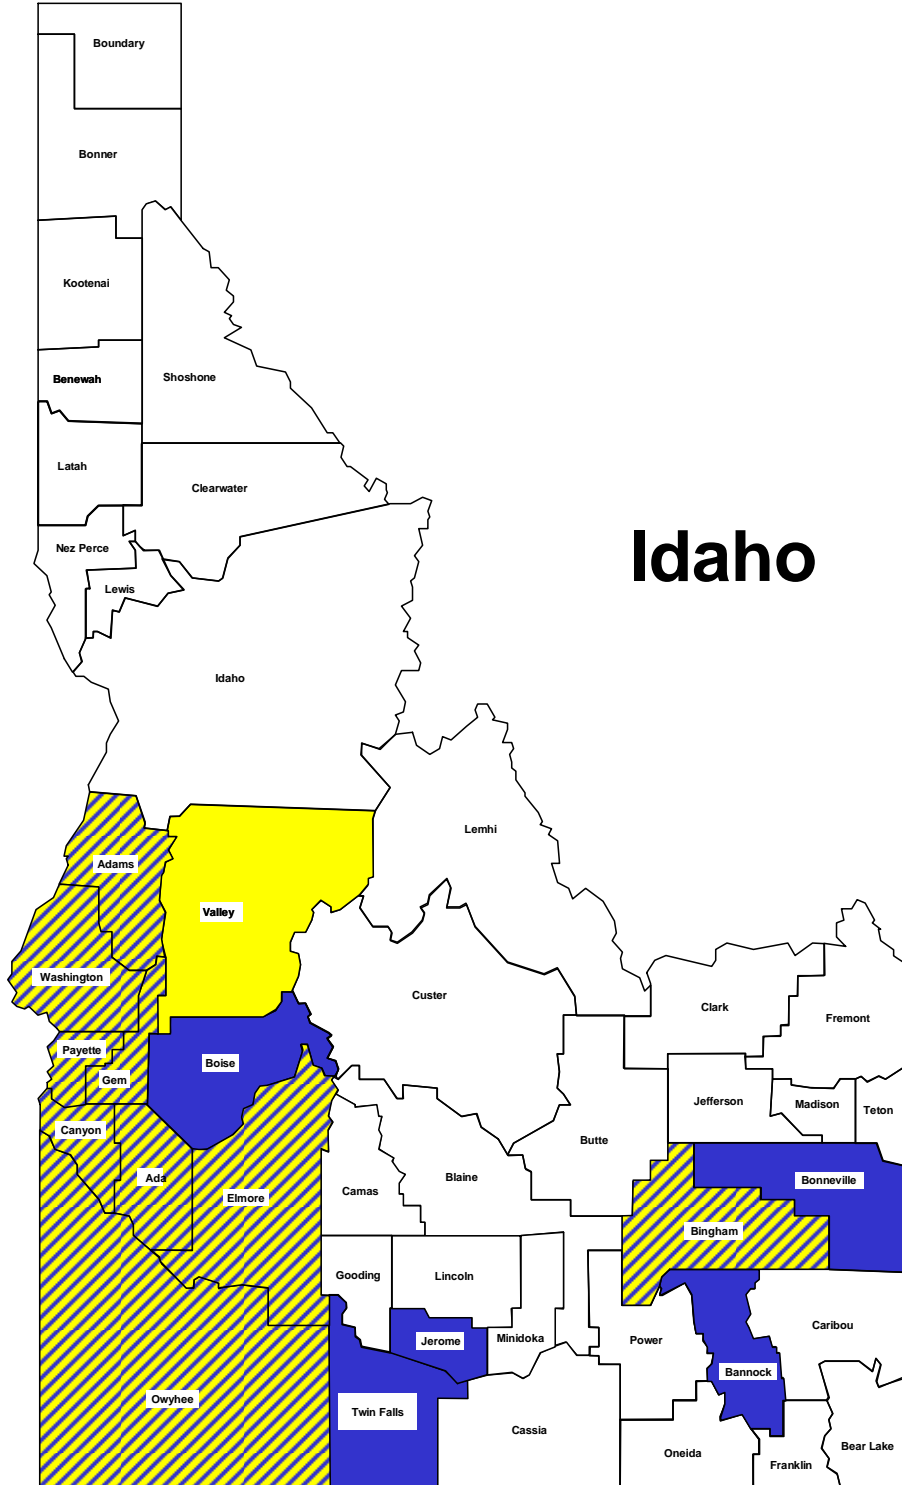 Boundary
Bonner
Kootenai
Benewah
Shoshone
Latah
Clearwater
Nez Perce
Idaho
Lewis
Idaho
Lemhi
Adams
Valley
Washington
Custer
Clark
Fremont
Payette
Boise
Gem
Jefferson
Madison
Teton
Canyon
Butte
Ada
Blaine
Bonneville
Camas
Elmore
Bingham
Gooding
Lincoln
Caribou
Jerome
Minidoka
Power
Bannock
Owyhee
Twin Falls
Cassia
Oneida
Bear Lake
Franklin